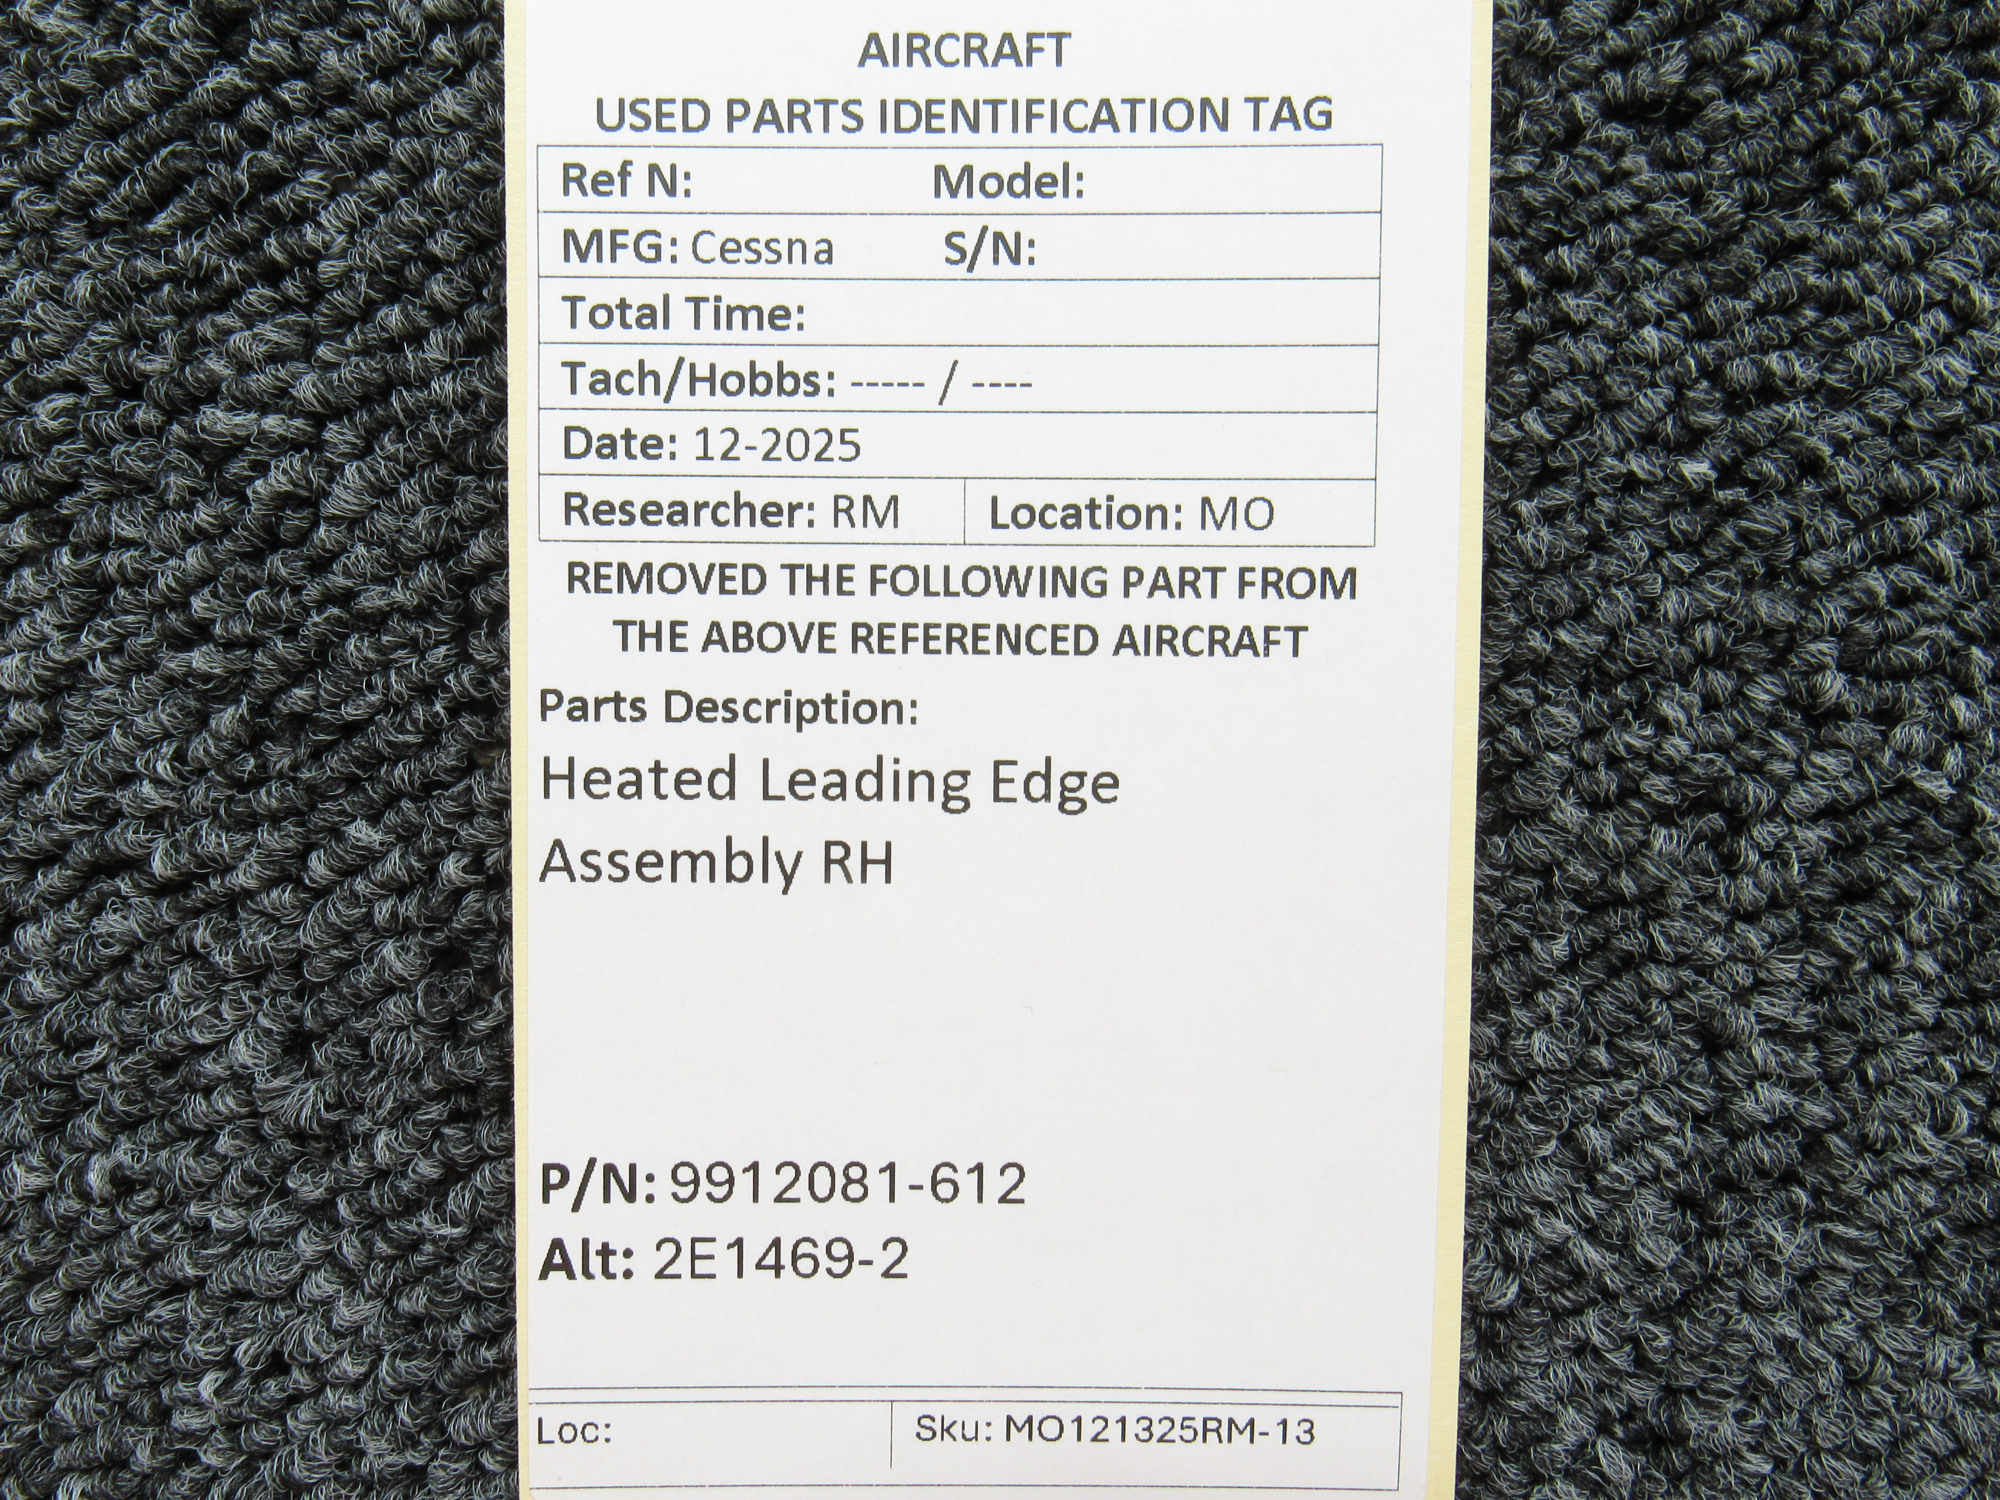 AIRCRAFT
USED PARTS IDENTIFICATION TAG
Ref N: Model:
MFG: Cessna S/N:
Total Time:
Tach/Hobbs: ----- / ----
Date: 12-2025
Researcher: RM Location: MO
REMOVED THE FOLLOWING PART FROM
THE ABOVE REFERENCED AIRCRAFT
Parts Description:
Heated Leading Edge
Assembly RH
P/N: 9912081-612
Alt: 2E1469-2
Loc: Sku: MO121325RM-13